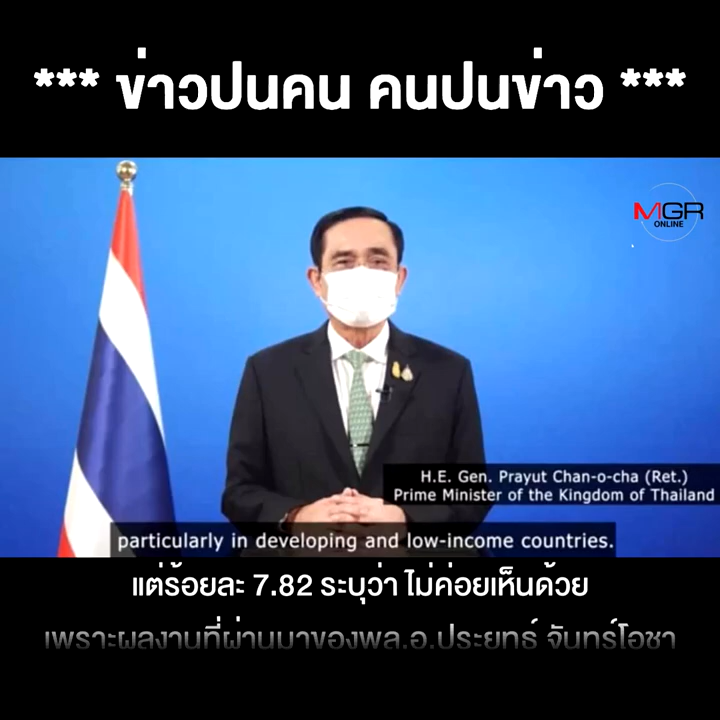 *** ข่าวปนคน คนปนข่าว ***
MGR
ONLINE
H.E. Gen. Prayut Chan-o-cha (Ret.)
Prime Minister of the Kingdom of Thailand
particularly in developing and low-income countries.
แต่ร้อยละ 7.82 ระบุว่า ไม่ค่อยเห็นด้วย
เพราะผลงานที่ผ่านมาของพล.อ.ประยุทธ์ จันทร์โอชา